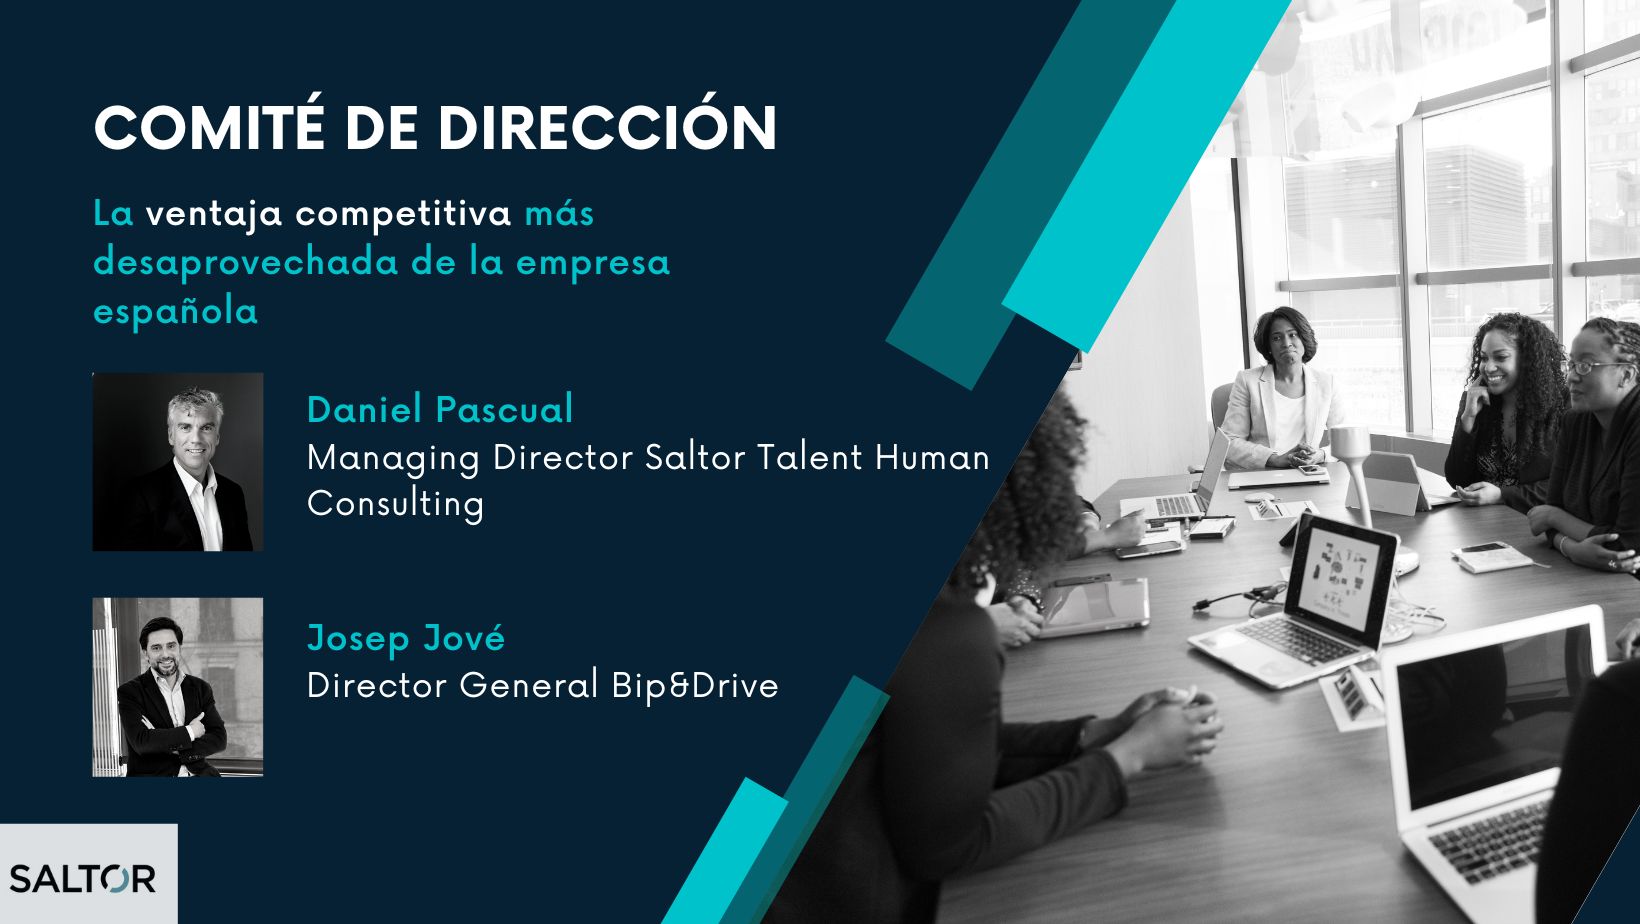 COMITÉ DE DIRECCIÓN
La ventaja competitiva más
desaprovechada de la empresa
española
Daniel Pascual
Managing Director Saltor Talent Human
Consulting
Josep Jové
Director General Bip&Drive
SALTOR